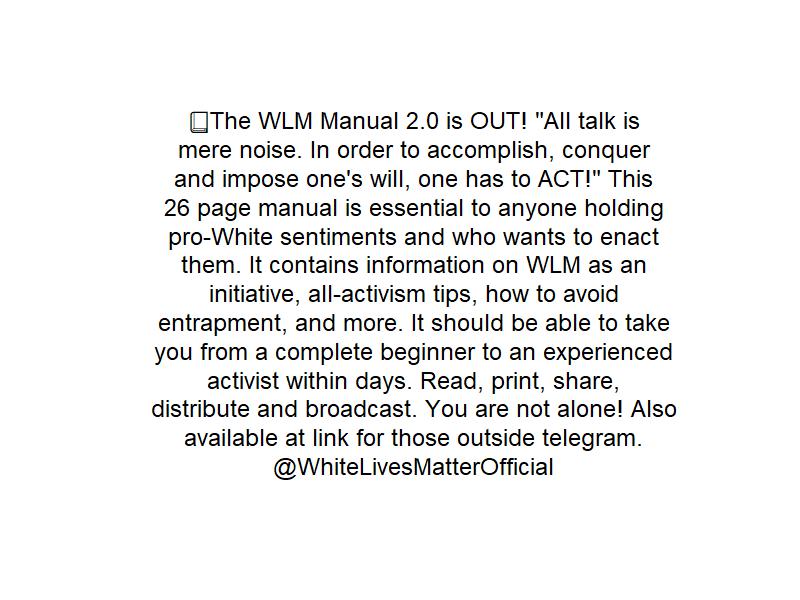 📕The WLM Manual 2.0 is OUT! "All talk is
mere noise. In order to accomplish, conquer
and impose one's will, one has to ACT!" This
26 page manual is essential to anyone holding
pro-White sentiments and who wants to enact
them. It contains information on WLM as an
initiative, all-activism tips, how to avoid
entrapment, and more. It should be able to take
you from a complete beginner to an experienced
activist within days. Read, print, share,
distribute and broadcast. You are not alone! Also
available at link for those outside telegram.
@WhiteLivesMatterOfficial